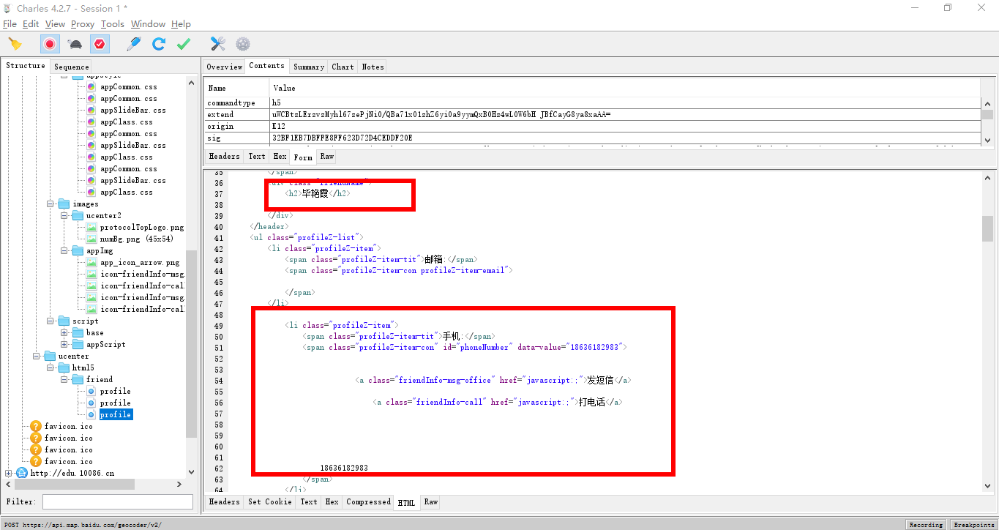 Charles 4.2.7 - Session 1 *
File Edit View Proxy Tools Window Help
Structure Sequence
appStyle
appCommon.css
appCommon.css
appSlideBar.css
appClass.css
appCommon.css
appSlideBar.css
appClass.css
appCommon.css
appSlideBar.css
appClass.css
images
ucenter2
protocolTopLogo.png
numBg.png (45x54)
appImg
app_icon_arrow.png
icon-friendInfo-msg.
icon-friendInfo-cal
icon-friendInfo-msg.
icon-friendInfo-cal
script
base
appScript
ucenter
html5
friend
profile
profile
profile
favicon.ico
favicon.ico
favicon.ico
favicon.ico
http://edu.10086.cn
Filter:
Overview Contents Summary Chart Notes
Name Value
commandtype h5
extend uWCBtzLErzvzMyhl67zePjNi0/QBa71x01zhZ6yi0a9yymQxB0Hz4wL0W6bH JBfCayG8ya8xaAA=
origin K12
sig 32BF1EB7DBFFE8FF623D72D4CEDDF20E
Headers Text Hex Form Raw
35 </span>
36 <div class="friendName">
37 <h2>毕艳霞</h2>
38
39 </div>
40 </header>
41 <ul class="profileZ-list">
42 <li class="profileZ-item">
43 <span class="profileZ-item-tit">邮箱:</span>
44 <span class="profileZ-item-con profileZ-item-email">
45
46 </span>
47 </li>
48
49 <li class="profileZ-item">
50 <span class="profileZ-item-tit">手机:</span>
51 <span class="profileZ-item-con" id="phoneNumber" data-value="18636182983">
52
53
54 <a class="friendInfo-msg-office" href="javascript:;">发短信</a>
55
56 <a class="friendInfo-call" href="javascript:;">打电话</a>
57
58
59
60
61
62 18636182983
63 </span>
64 </li>
Headers Set Cookie Text Hex Compressed HTML Raw
POST https://api.map.baidu.com/geocoder/v2/
Recording Breakpoints